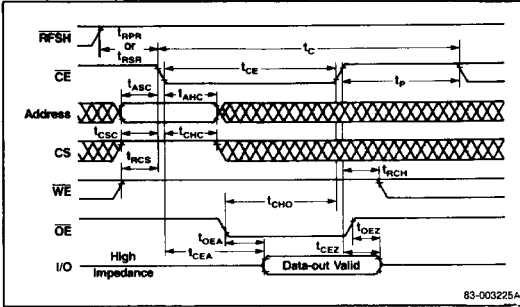 RFSH
tRPR
or
tRSR
tC
CE
tCE
tP
tASC
tAHC
Address
tCSC
tCHC
CS
tRCS
WE
tRCH
tCHO
OE
tOEA
tOEZ
tCEA
tCEZ
I/O
High
Impedance
Data-out Valid
83-003225A